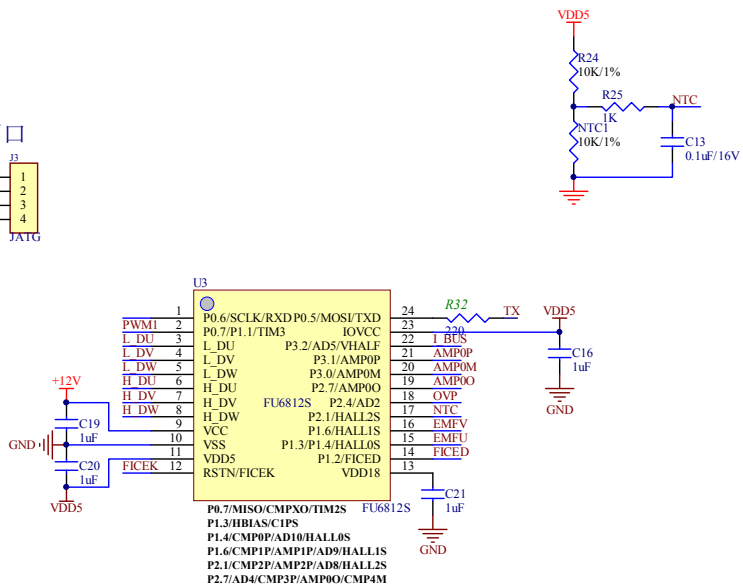 VDD5
R24
10K/1%
R25
1K
NTC
NTC1
10K/1%
C13
0.1uF/16V
口
J3
1
2
3
4
JATG
U3
1 P0.6/SCLK/RXD P0.5/MOSI/TXD 24 R32 TX VDD5
PWM1 2 P0.7/P1.1/TIM3 IOVCC 23 220
L_DU 3 L_DU P3.2/AD5/VHALF 22 I_BUS
L_DV 4 L_DV P3.1/AMP0P 21 AMP0P C16
L_DW 5 L_DW P3.0/AMP0M 20 AMP0M 1uF
H_DU 6 H_DU P2.7/AMP0O 19 AMP0O
+12V H_DV 7 H_DV FU6812S P2.4/AD2 18 OVP GND
H_DW 8 H_DW P2.1/HALL2S 17 NTC
C19 9 VCC P1.6/HALL1S 16 EMFV
1uF
GND 10 VSS P1.3/P1.4/HALL0S 15 EMFU
11 VDD5 P1.2/FICED 14 FICED
C20 FICEK 12 RSTN/FICEK VDD18 13
1uF
VDD5
FU6812S
C21
1uF
GND
P0.7/MISO/CMPXO/TIM2S
P1.3/HBIAS/C1PS
P1.4/CMP0P/AD10/HALL0S
P1.6/CMP1P/AMP1P/AD9/HALL1S
P2.1/CMP2P/AMP2P/AD8/HALL2S
P2.7/AD4/CMP3P/AMP0O/CMP4M